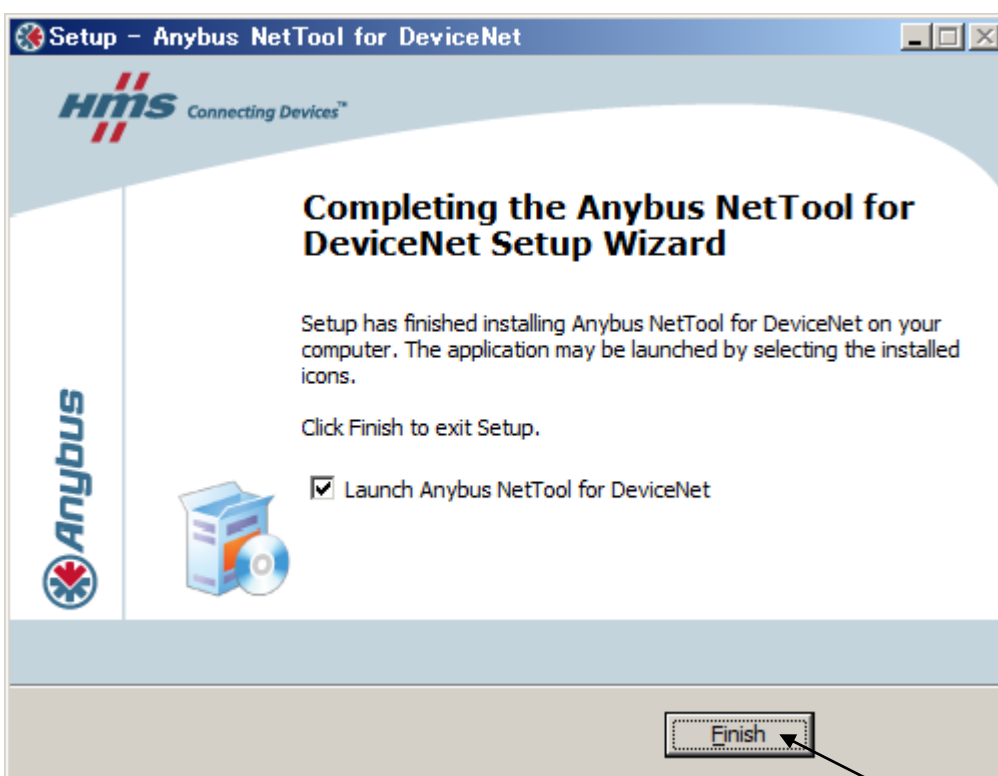 Setup - Anybus NetTool for DeviceNet
HMS Connecting Devices™
Completing the Anybus NetTool for
DeviceNet Setup Wizard
Setup has finished installing Anybus NetTool for DeviceNet on your
computer. The application may be launched by selecting the installed
icons.
Click Finish to exit Setup.
Launch Anybus NetTool for DeviceNet
Anybus
Finish